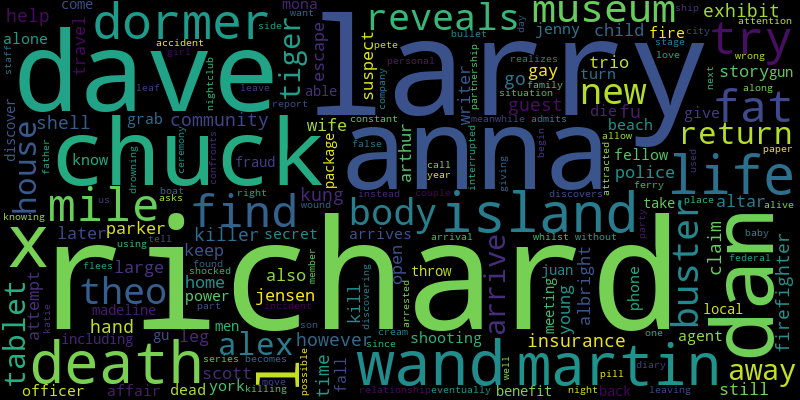 help alone travel dormer come mona want escape tiger reveals suspect museum jenny child exhibit fire try
staff dave accident girl nightclub side larry bullet stage ship love city attention wrong
discover shell grab community able wife package know father
day pete personal company partnership realizes go gay family situation trio turn new storygun next along
house leaf leave report ceremony confronts fraud drowning constant false arthur writer meanwhile admits guest die fu beach give fat paper return
chuck anna call year interrupted giving begin attracted discovers allow fellow police used life
mile boat asks right kung instead couple body island whilst without take place altar alive
knowing us later parker using tell find killer secret wound arrives ferry baby
x richard dan
theo flees shocked keep found also home power part member open throw arrive party juan meeting young albright phone buster claim federal firefighter
tablet attempt large madeline katie including hand jensen incident discovering arrested kill cream since shooting agent local
gu leg men son however time insurance one
death alex wand martin away
series becomes scott york killing move possible fall relationship eventually pill well night benefit diary back leaving still
officer affair dead 1